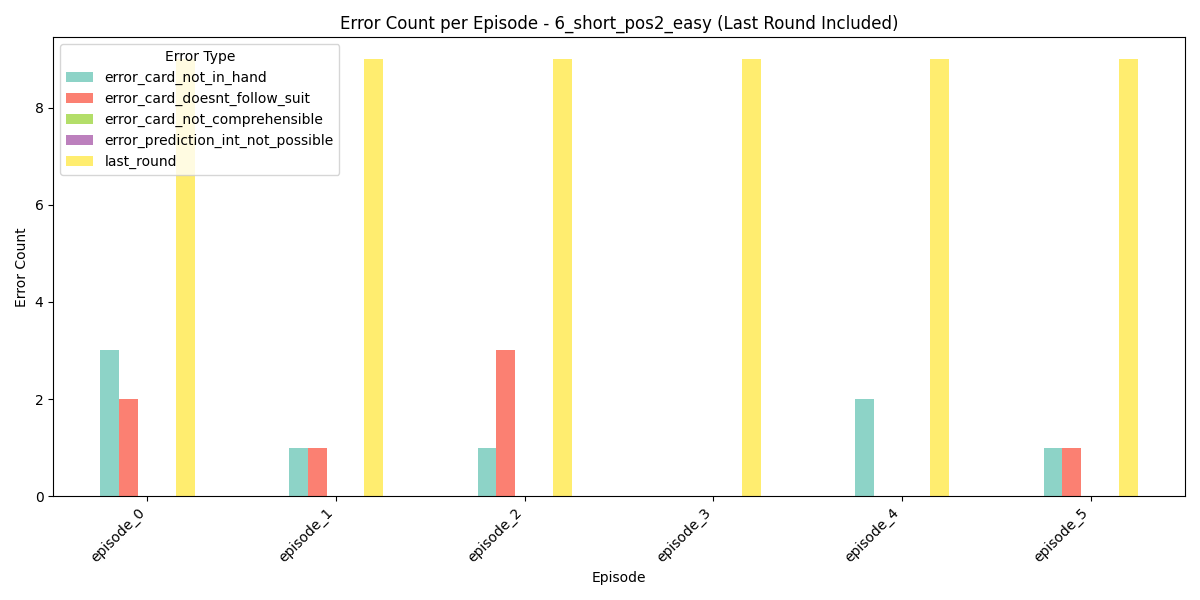 Error Count per Episode - 6_short_pos2_easy (Last Round Included)
Error Type
error_card_not_in_hand
error_card_doesnt_follow_suit
error_card_not_comprehensible
error_prediction_int_not_possible
last_round
Error Count
8
6
4
2
0
episode_0
episode_1
episode_2
episode_3
episode_4
episode_5
Episode